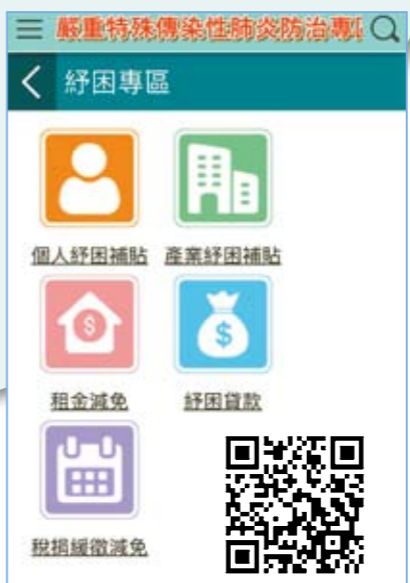 嚴重特殊傳染性肺炎防治專區
紓困專區
個人紓困補貼 產業紓困補貼
租金減免 紓困貸款
稅捐緩徵減免